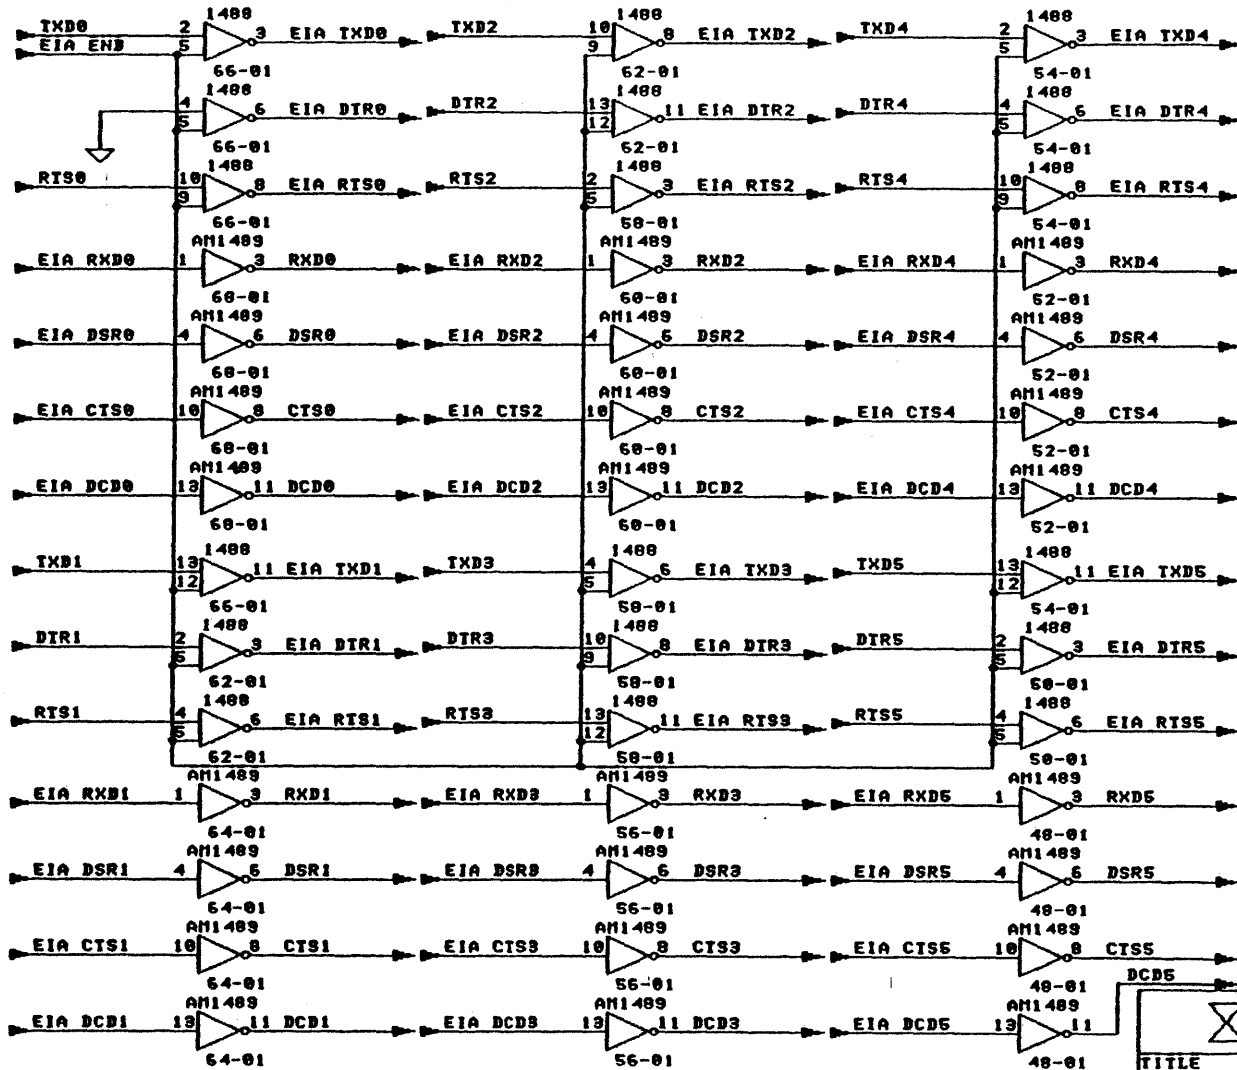 TXD0 2 1488 3 EIA TXD0 TXD2 10 1488 8 EIA TXD2 TXD4 2 1488 3 EIA TXD4
EIA ENB 5 9 5
66-01 62-01 54-01
4 1488 6 EIA DTR0 DTR2 13 1488 11 EIA DTR2 DTR4 4 1488 6 EIA DTR4
5 12 5
66-01 62-01 54-01
RTS0 10 1488 8 EIA RTS0 RTS2 2 1488 3 EIA RTS2 RTS4 10 1488 8 EIA RTS4
9 5 9
66-01 58-01 54-01
AM1489 AM1489 AM1489
EIA RXD0 1 3 RXD0 EIA RXD2 1 3 RXD2 EIA RXD4 1 3 RXD4
68-01 60-01 52-01
AM1489 AM1489 AM1489
EIA DSR0 4 6 DSR0 EIA DSR2 4 6 DSR2 EIA DSR4 4 6 DSR4
68-01 60-01 52-01
AM1489 AM1489 AM1489
EIA CTS0 10 8 CTS0 EIA CTS2 10 8 CTS2 EIA CTS4 10 8 CTS4
68-01 60-01 52-01
AM1489 AM1489 AM1489
EIA DCD0 13 11 DCD0 EIA DCD2 13 11 DCD2 EIA DCD4 13 11 DCD4
68-01 60-01 52-01
TXD1 13 1488 11 EIA TXD1 TXD3 4 1488 6 EIA TXD3 TXD5 13 1488 11 EIA TXD5
12 5 12
66-01 58-01 54-01
DTR1 2 1488 3 EIA DTR1 DTR3 10 1488 8 EIA DTR3 DTR5 2 1488 3 EIA DTR5
5 9 5
62-01 58-01 50-01
RTS1 4 1488 6 EIA RTS1 RTS3 13 1488 11 EIA RTS3 RTS5 4 1488 6 EIA RTS5
5 12 5
62-01 58-01 50-01
AM1489 AM1489 AM1489
EIA RXD1 1 3 RXD1 EIA RXD3 1 3 RXD3 EIA RXD5 1 3 RXD5
64-01 56-01 48-01
AM1489 AM1489 AM1489
EIA DSR1 4 6 DSR1 EIA DSR3 4 6 DSR3 EIA DSR5 4 6 DSR5
64-01 56-01 48-01
AM1489 AM1489 AM1489
EIA CTS1 10 8 CTS1 EIA CTS3 10 8 CTS3 EIA CTS5 10 8 CTS5
64-01 56-01 48-01
AM1489 AM1489 AM1489 DCD5
EIA DCD1 13 11 DCD1 EIA DCD3 13 11 DCD3 EIA DCD5 13 11
64-01 56-01 48-01
TITLE